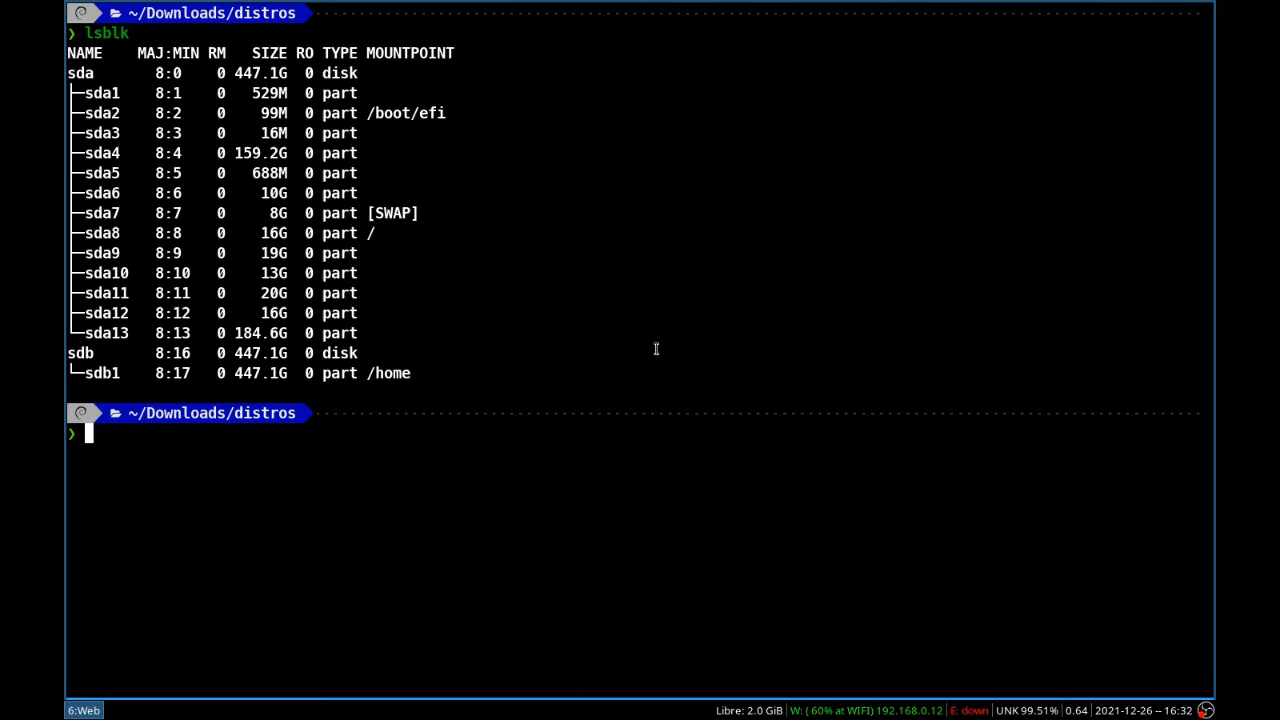 ~/Downloads/distros
❯ lsblk
NAME    MAJ:MIN RM   SIZE RO TYPE MOUNTPOINT
sda       8:0    0 447.1G  0 disk
├─sda1    8:1    0   529M  0 part
├─sda2    8:2    0    99M  0 part /boot/efi
├─sda3    8:3    0    16M  0 part
├─sda4    8:4    0 159.2G  0 part
├─sda5    8:5    0   688M  0 part
├─sda6    8:6    0    10G  0 part
├─sda7    8:7    0     8G  0 part [SWAP]
├─sda8    8:8    0    16G  0 part /
├─sda9    8:9    0    19G  0 part
├─sda10   8:10   0    13G  0 part
├─sda11   8:11   0    20G  0 part
├─sda12   8:12   0    16G  0 part
└─sda13   8:13   0 184.6G  0 part
sdb       8:16   0 447.1G  0 disk
└─sdb1    8:17   0 447.1G  0 part /home
~/Downloads/distros
❯
6:Web Libre: 2.0 GiB W: ( 60% at WIFI) 192.168.0.12 E: down UNK 99.51% 0.64 2021-12-26 -- 16:32